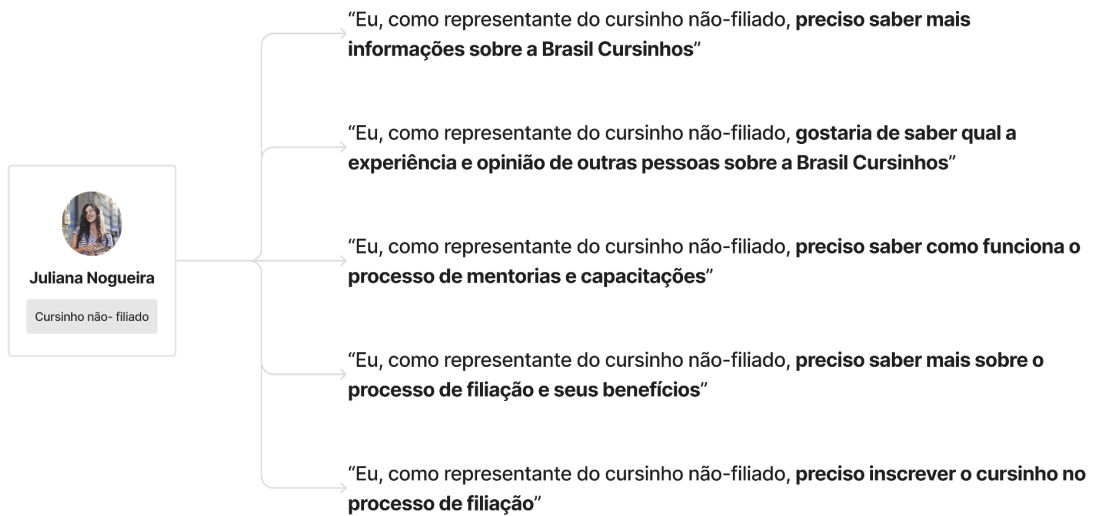 “Eu, como representante do cursinho não-filiado, preciso saber mais
informações sobre a Brasil Cursinhos”
“Eu, como representante do cursinho não-filiado, gostaria de saber qual a
experiência e opinião de outras pessoas sobre a Brasil Cursinhos”
Juliana Nogueira
Cursinho não- filiado
“Eu, como representante do cursinho não-filiado, preciso saber como funciona o
processo de mentorias e capacitações”
“Eu, como representante do cursinho não-filiado, preciso saber mais sobre o
processo de filiação e seus benefícios”
“Eu, como representante do cursinho não-filiado, preciso inscrever o cursinho no
processo de filiação”